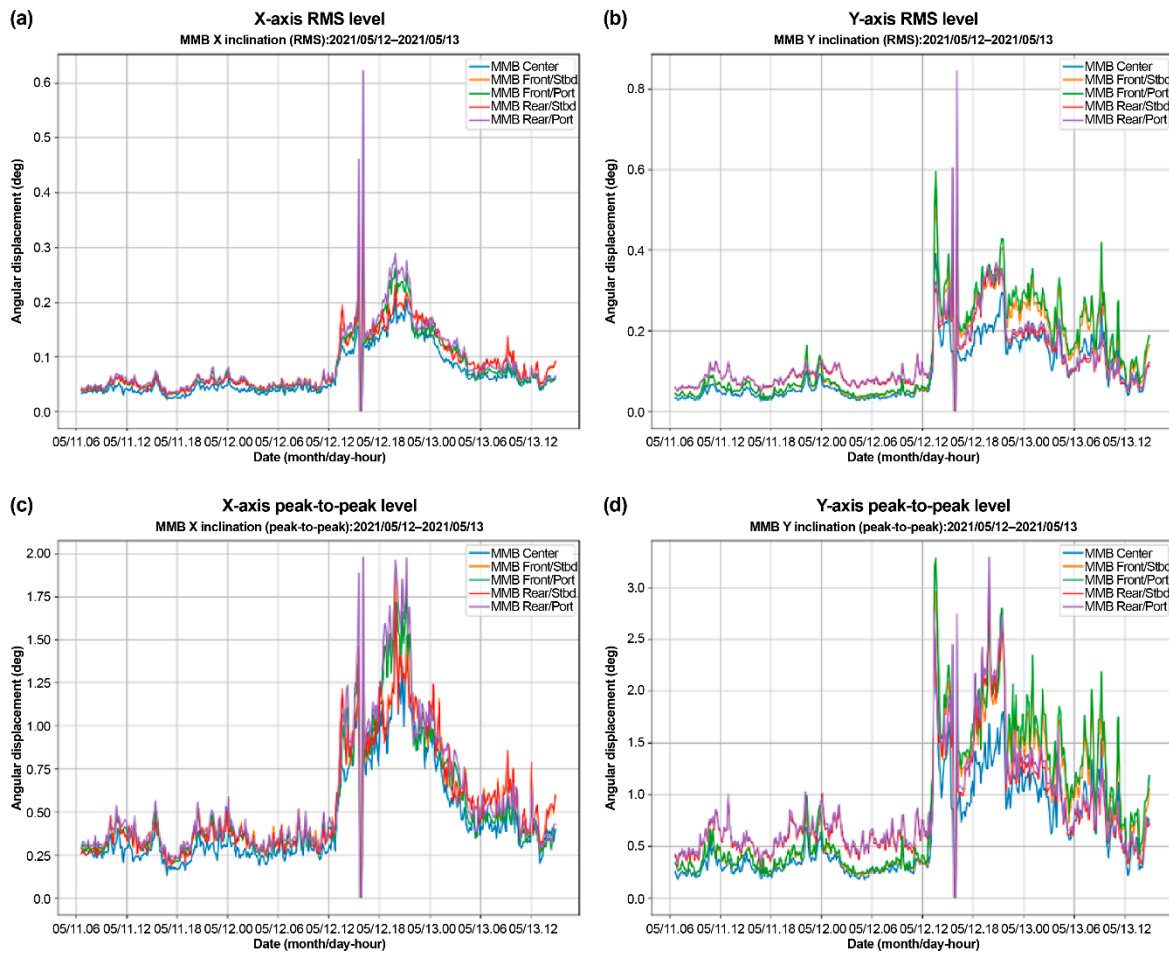 (a)
X-axis RMS level
MMB X inclination (RMS):2021/05/12–2021/05/13
Angular displacement (deg)
0.6
0.5
0.4
0.3
0.2
0.1
0.0
MMB Center
MMB Front/Stbd
MMB Front/Port
MMB Rear/Stbd
MMB Rear/Port
05/11.06 05/11.12 05/11.18 05/12.00 05/12.06 05/12.12 05/12.18 05/13.00 05/13.06 05/13.12
Date (month/day-hour)
(b)
Y-axis RMS level
MMB Y inclination (RMS):2021/05/12–2021/05/13
Angular displacement (deg)
0.8
0.6
0.4
0.2
0.0
MMB Center
MMB Front/Stbd
MMB Front/Port
MMB Rear/Stbd
MMB Rear/Port
05/11.06 05/11.12 05/11.18 05/12.00 05/12.06 05/12.12 05/12.18 05/13.00 05/13.06 05/13.12
Date (month/day-hour)
(c)
X-axis peak-to-peak level
MMB X inclination (peak-to-peak):2021/05/12–2021/05/13
Angular displacement (deg)
2.00
1.75
1.50
1.25
1.00
0.75
0.50
0.25
0.0
MMB Center
MMB Front/Stbd
MMB Front/Port
MMB Rear/Stbd
MMB Rear/Port
05/11.06 05/11.12 05/11.18 05/12.00 05/12.06 05/12.12 05/12.18 05/13.00 05/13.06 05/13.12
Date (month/day-hour)
(d)
Y-axis peak-to-peak level
MMB Y inclination (peak-to-peak):2021/05/12–2021/05/13
Angular displacement (deg)
3.0
2.5
2.0
1.5
1.0
0.5
0.0
MMB Center
MMB Front/Stbd
MMB Front/Port
MMB Rear/Stbd
MMB Rear/Port
05/11.06 05/11.12 05/11.18 05/12.00 05/12.06 05/12.12 05/12.18 05/13.00 05/13.06 05/13.12
Date (month/day-hour)